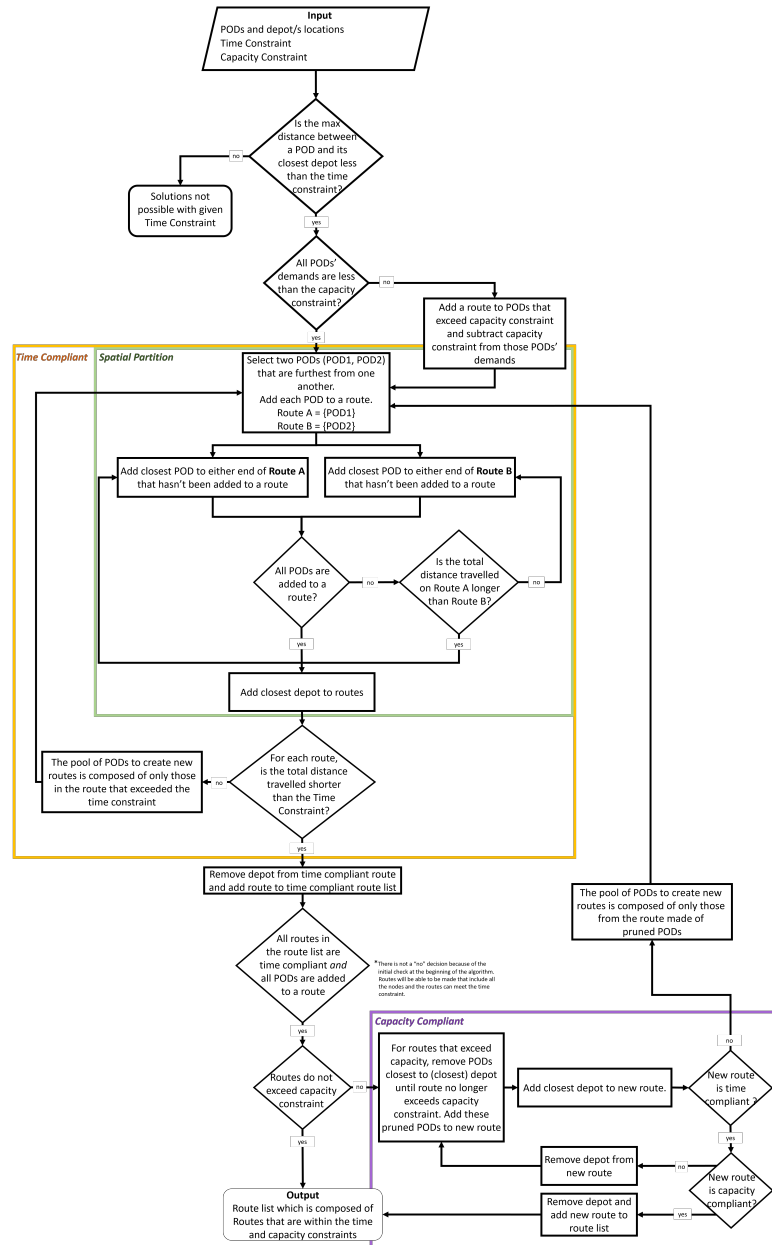 Input
PODs and depot/s locations
Time Constraint
Capacity Constraint
Is the max
distance between
a POD and its
closest depot less
than the time
constraint?
no
Solutions not
possible with given
Time Constraint
yes
All PODs'
demands are less
than the capacity
constraint?
no
Add a route to PODs that
exceed capacity constraint
and subtract capacity
constraint from those PODs'
demands
yes
Time Compliant
Spatial Partition
Select two PODs (POD1, POD2)
that are furthest from one
another.
Add each POD to a route.
Route A = {POD1}
Route B = {POD2}
Add closest POD to either end of Route A
that hasn't been added to a route
Add closest POD to either end of Route B
that hasn't been added to a route
All PODs are
added to a
route?
no
Is the total
distance travelled
on Route A longer
than Route B?
no
yes
yes
Add closest depot to routes
For each route,
is the total distance
travelled shorter
than the Time
Constraint?
no
The pool of PODs to create new
routes is composed of only those
in the route that exceeded the
time constraint
yes
Remove depot from time compliant route
and add route to time compliant route list
The pool of PODs to create new
routes is composed of only those
from the route made of
pruned PODs
All routes in
the route list are
time compliant and
all PODs are added
to a route
*There is not a "no" decision because of the
initial check at the beginning of the algorithm.
Routes will be able to be made that include all
the nodes and the routes can meet the time
constraint.
yes
Capacity Compliant
Routes do not
exceed capacity
constraint
no
For routes that exceed
capacity, remove PODs
closest to (closest) depot
until route no longer
exceeds capacity
constraint. Add these
pruned PODs to new route
Add closest depot to new route.
no
New route
is time
compliant ?
yes
New route
is capacity
compliant?
no
Remove depot from
new route
yes
Remove depot and
add new route to
route list
yes
Output
Route list which is composed of
Routes that are within the time
and capacity constraints